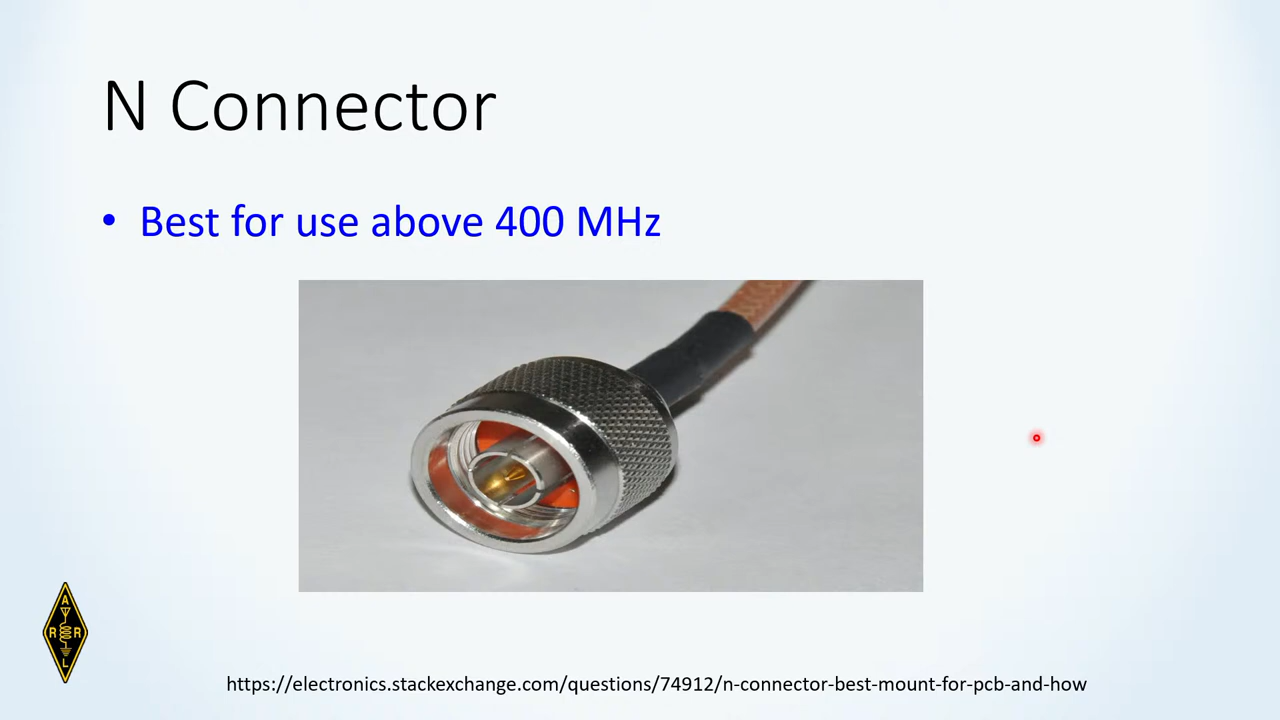 N Connector
• Best for use above 400 MHz
A
R R
L
https://electronics.stackexchange.com/questions/74912/n-connector-best-mount-for-pcb-and-how